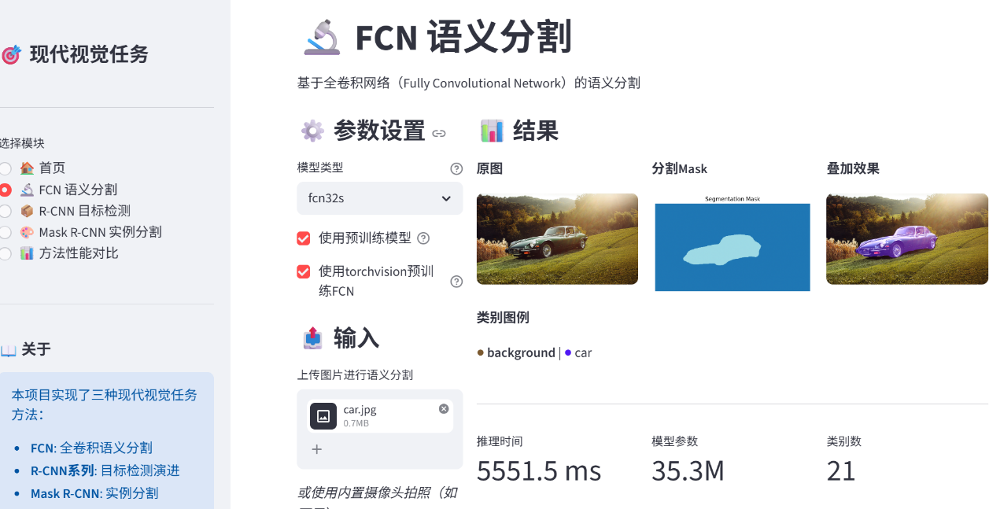 现代视觉任务
选择模块
首页
FCN 语义分割
R-CNN 目标检测
Mask R-CNN 实例分割
方法性能对比
关于
本项目实现了三种现代视觉任务
方法：
FCN: 全卷积语义分割
R-CNN系列: 目标检测演进
Mask R-CNN: 实例分割
FCN 语义分割
基于全卷积网络（Fully Convolutional Network）的语义分割
参数设置
模型类型
fcn32s
使用预训练模型
使用torchvision预训
练FCN
输入
上传图片进行语义分割
car.jpg
0.7MB
或使用内置摄像头拍照（如
结果
原图
分割Mask
叠加效果
Segmentation Mask
类别图例
background | car
推理时间
模型参数
类别数
5551.5 ms
35.3M
21